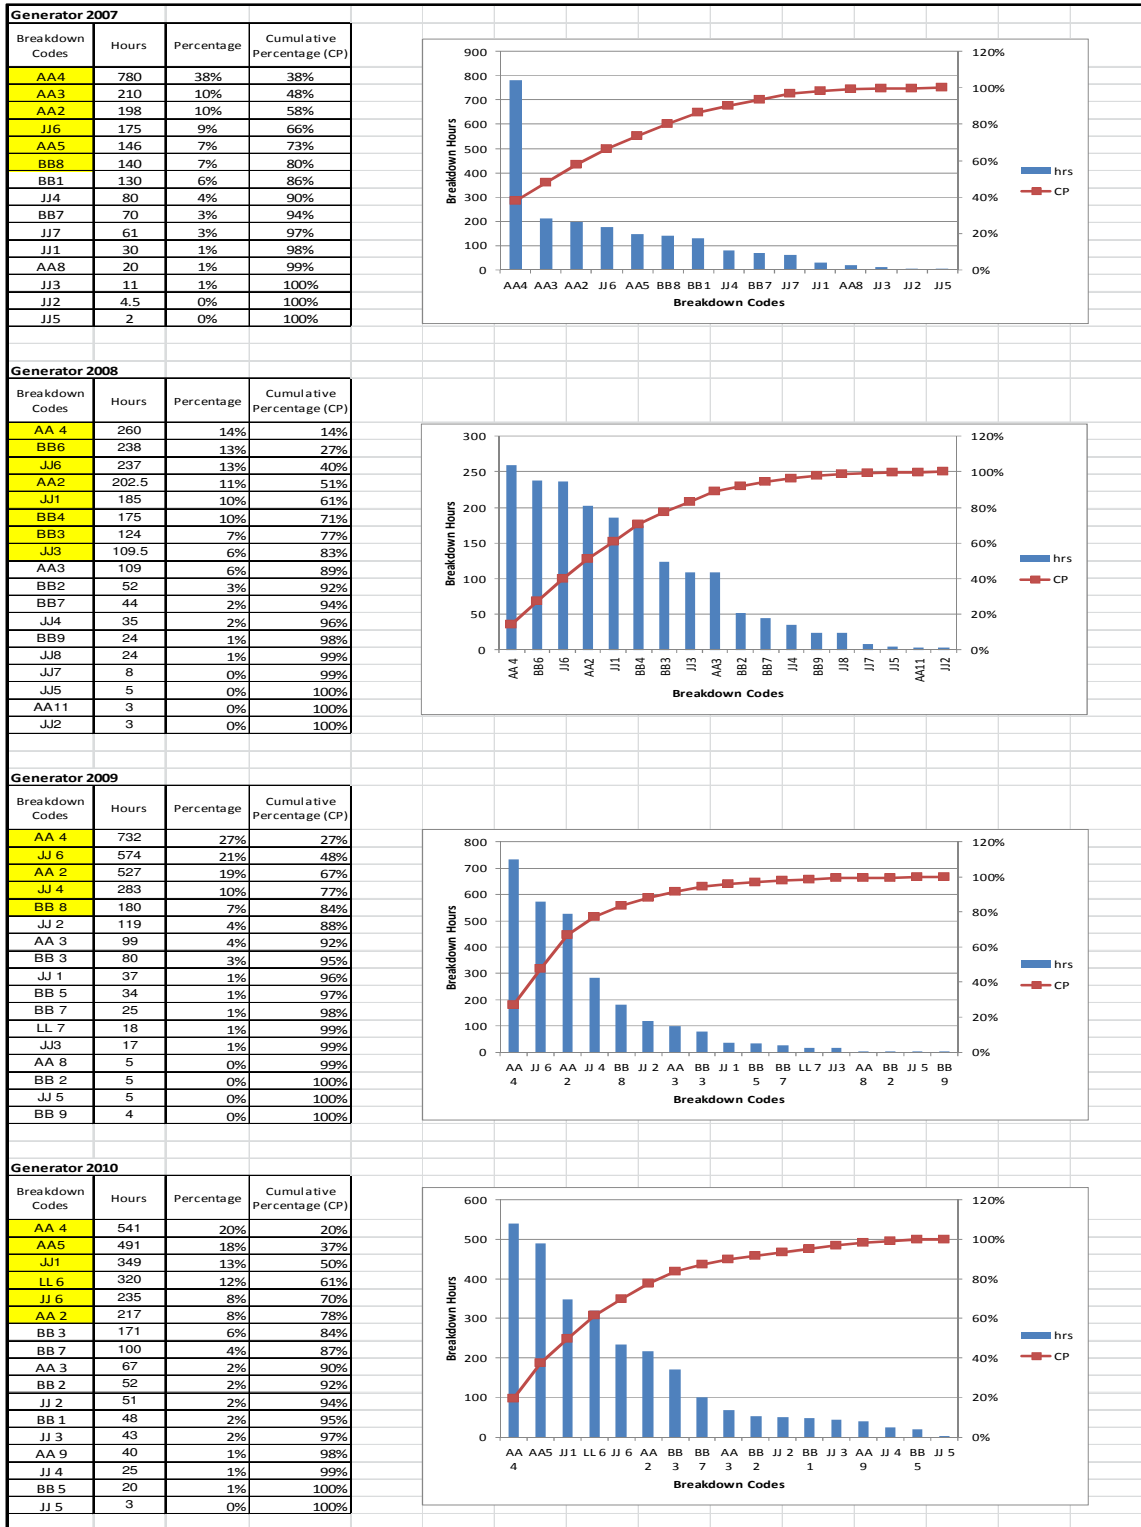 Generator 2007
Breakdown Codes Hours Percentage Cumulative Percentage (CP)
AA4 780 38% 38%
AA3 210 10% 48%
AA2 198 10% 58%
JJ6 175 9% 66%
AA5 146 7% 73%
BB8 140 7% 80%
BB1 130 6% 86%
JJ4 80 4% 90%
BB7 70 3% 94%
JJ7 61 3% 97%
JJ1 30 1% 98%
AA8 20 1% 99%
JJ3 11 1% 100%
JJ2 4.5 0% 100%
JJ5 2 0% 100%
Breakdown Hours
900 120%
800 100%
700
600 80%
500 60%
400
300 40%
200 20%
100
0 0%
AA4 AA3 AA2 JJ6 AA5 BB8 BB1 JJ4 BB7 JJ7 JJ1 AA8 JJ3 JJ2 JJ5
Breakdown Codes
hrs
CP
Generator 2008
Breakdown Codes Hours Percentage Cumulative Percentage (CP)
AA 4 260 14% 14%
BB6 238 13% 27%
JJ6 237 13% 40%
AA2 202.5 11% 51%
JJ1 185 10% 61%
BB4 175 10% 71%
BB3 124 7% 77%
JJ3 109.5 6% 83%
AA3 109 6% 89%
BB2 52 3% 92%
BB7 44 2% 94%
JJ4 35 2% 96%
BB9 24 1% 98%
JJ8 24 1% 99%
JJ7 8 0% 99%
JJ5 5 0% 100%
AA11 3 0% 100%
JJ2 3 0% 100%
Breakdown Hours
300 120%
250 100%
200 80%
150 60%
100 40%
50 20%
0 0%
AA 4 BB6 JJ6 AA2 JJ1 BB4 BB3 JJ3 AA3 BB2 BB7 JJ4 BB9 JJ8 JJ7 JJ5 AA11 JJ2
Breakdown Codes
hrs
CP
Generator 2009
Breakdown Codes Hours Percentage Cumulative Percentage (CP)
AA 4 732 27% 27%
JJ 6 574 21% 48%
AA 2 527 19% 67%
JJ 4 283 10% 77%
BB 8 180 7% 84%
JJ 2 119 4% 88%
AA 3 99 4% 92%
BB 3 80 3% 95%
JJ 1 37 1% 96%
BB 5 34 1% 97%
BB 7 25 1% 98%
LL 7 18 1% 99%
JJ3 17 1% 99%
AA 8 5 0% 99%
BB 2 5 0% 100%
JJ 5 5 0% 100%
BB 9 4 0% 100%
Breakdown Hours
800 120%
700 100%
600 80%
500
400 60%
300 40%
200 20%
100
0 0%
AA 4 JJ 6 AA 2 JJ 4 BB 8 JJ 2 AA 3 BB 3 JJ 1 BB 5 BB 7 LL 7 JJ3 AA 8 BB 2 JJ 5 BB 9
Breakdown Codes
hrs
CP
Generator 2010
Breakdown Codes Hours Percentage Cumulative Percentage (CP)
AA 4 541 20% 20%
AA5 491 18% 37%
JJ1 349 13% 50%
LL 6 320 12% 61%
JJ 6 235 8% 70%
AA 2 217 8% 78%
BB 3 171 6% 84%
BB 7 100 4% 87%
AA 3 67 2% 90%
BB 2 52 2% 92%
JJ 2 51 2% 94%
BB 1 48 2% 95%
JJ 3 43 2% 97%
AA 9 40 1% 98%
JJ 4 25 1% 99%
BB 5 20 1% 100%
JJ 5 3 0% 100%
Breakdown Hours
600 120%
500 100%
400 80%
300 60%
200 40%
100 20%
0 0%
AA 4 AA5 JJ1 LL 6 JJ 6 AA 2 BB 3 BB 7 AA 3 BB 2 JJ 2 BB 1 JJ 3 AA 9 JJ 4 BB 5 JJ 5
Breakdown Codes
hrs
CP